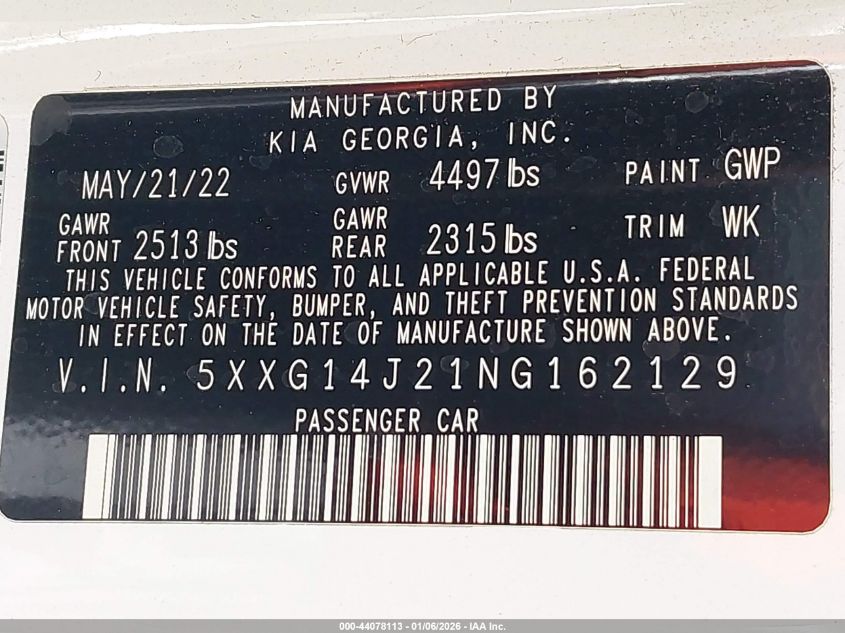 MANUFACTURED BY
KIA GEORGIA, INC.
MAY/21/22 GVWR 4497 lbs PAINT GWP
GAWR FRONT 2513 lbs GAWR REAR 2315 lbs TRIM WK
THIS VEHICLE CONFORMS TO ALL APPLICABLE U.S.A. FEDERAL
MOTOR VEHICLE SAFETY, BUMPER, AND THEFT PREVENTION STANDARDS
IN EFFECT ON THE DATE OF MANUFACTURE SHOWN ABOVE.
V.I.N. 5XXG14J21NG162129
PASSENGER CAR
000-44078113 - 01/06/2026 - IAA Inc.